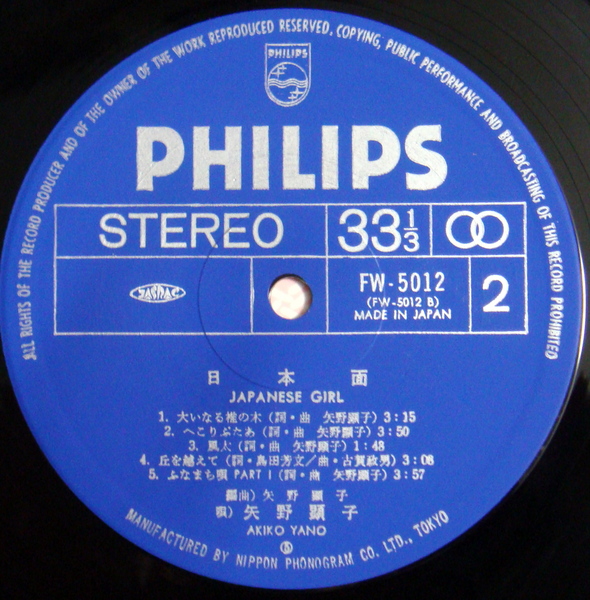 ALL RIGHTS OF THE RECORD PRODUCER AND OF THE OWNER OF THE WORK REPRODUCED RESERVED. COPYING, PUBLIC PERFORMANCE AND BROADCASTING OF THIS RECORD PROHIBITED
PHILIPS
PHILIPS
STEREO
33 1/3
JASRAC
FW-5012
(FW-5012 B)
MADE IN JAPAN
2
日本面
JAPANESE GIRL
1. 大いなる椎の木 (詞・曲 矢野顕子) 3:15
2. へこりぷたあ (詞・曲 矢野顕子) 3:50
3. 風太 (詞・曲 矢野顕子) 1:48
4. 丘を越えて (詞・島田芳文/曲・古賀政男) 3:08
5. ふなまち唄 PART I (詞・曲 矢野顕子) 3:57
編曲) 矢野顕子
唄) 矢野顕子
AKIKO YANO
Ⓢ
MANUFACTURED BY NIPPON PHONOGRAM CO. LTD., TOKYO